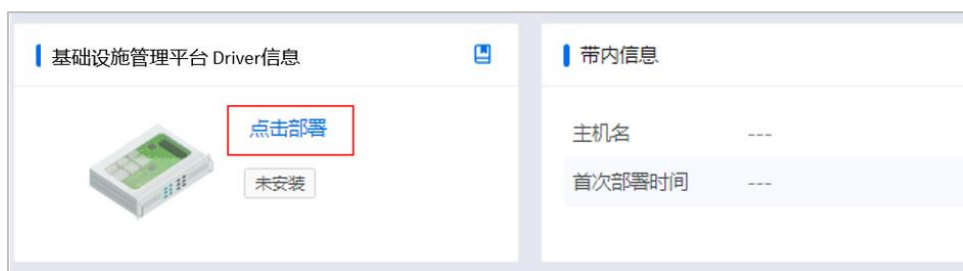 基础设施管理平台 Driver信息
点击部署
未安装
带内信息
主机名 ---
首次部署时间 ---